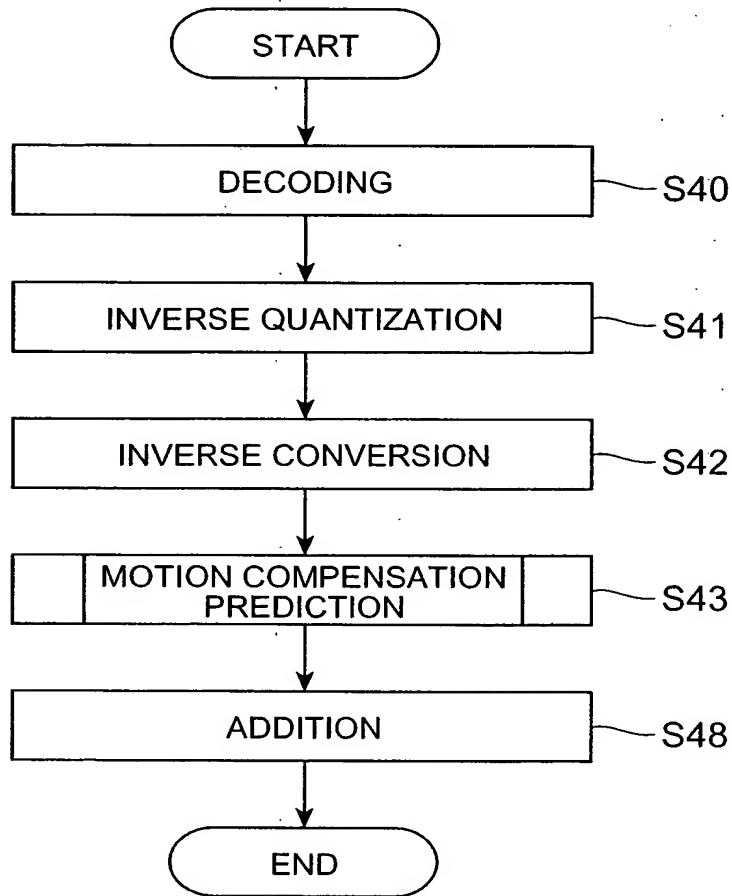 START
DECODING
S40
INVERSE QUANTIZATION
S41
INVERSE CONVERSION
S42
MOTION COMPENSATION
PREDICTION
S43
ADDITION
S48
END